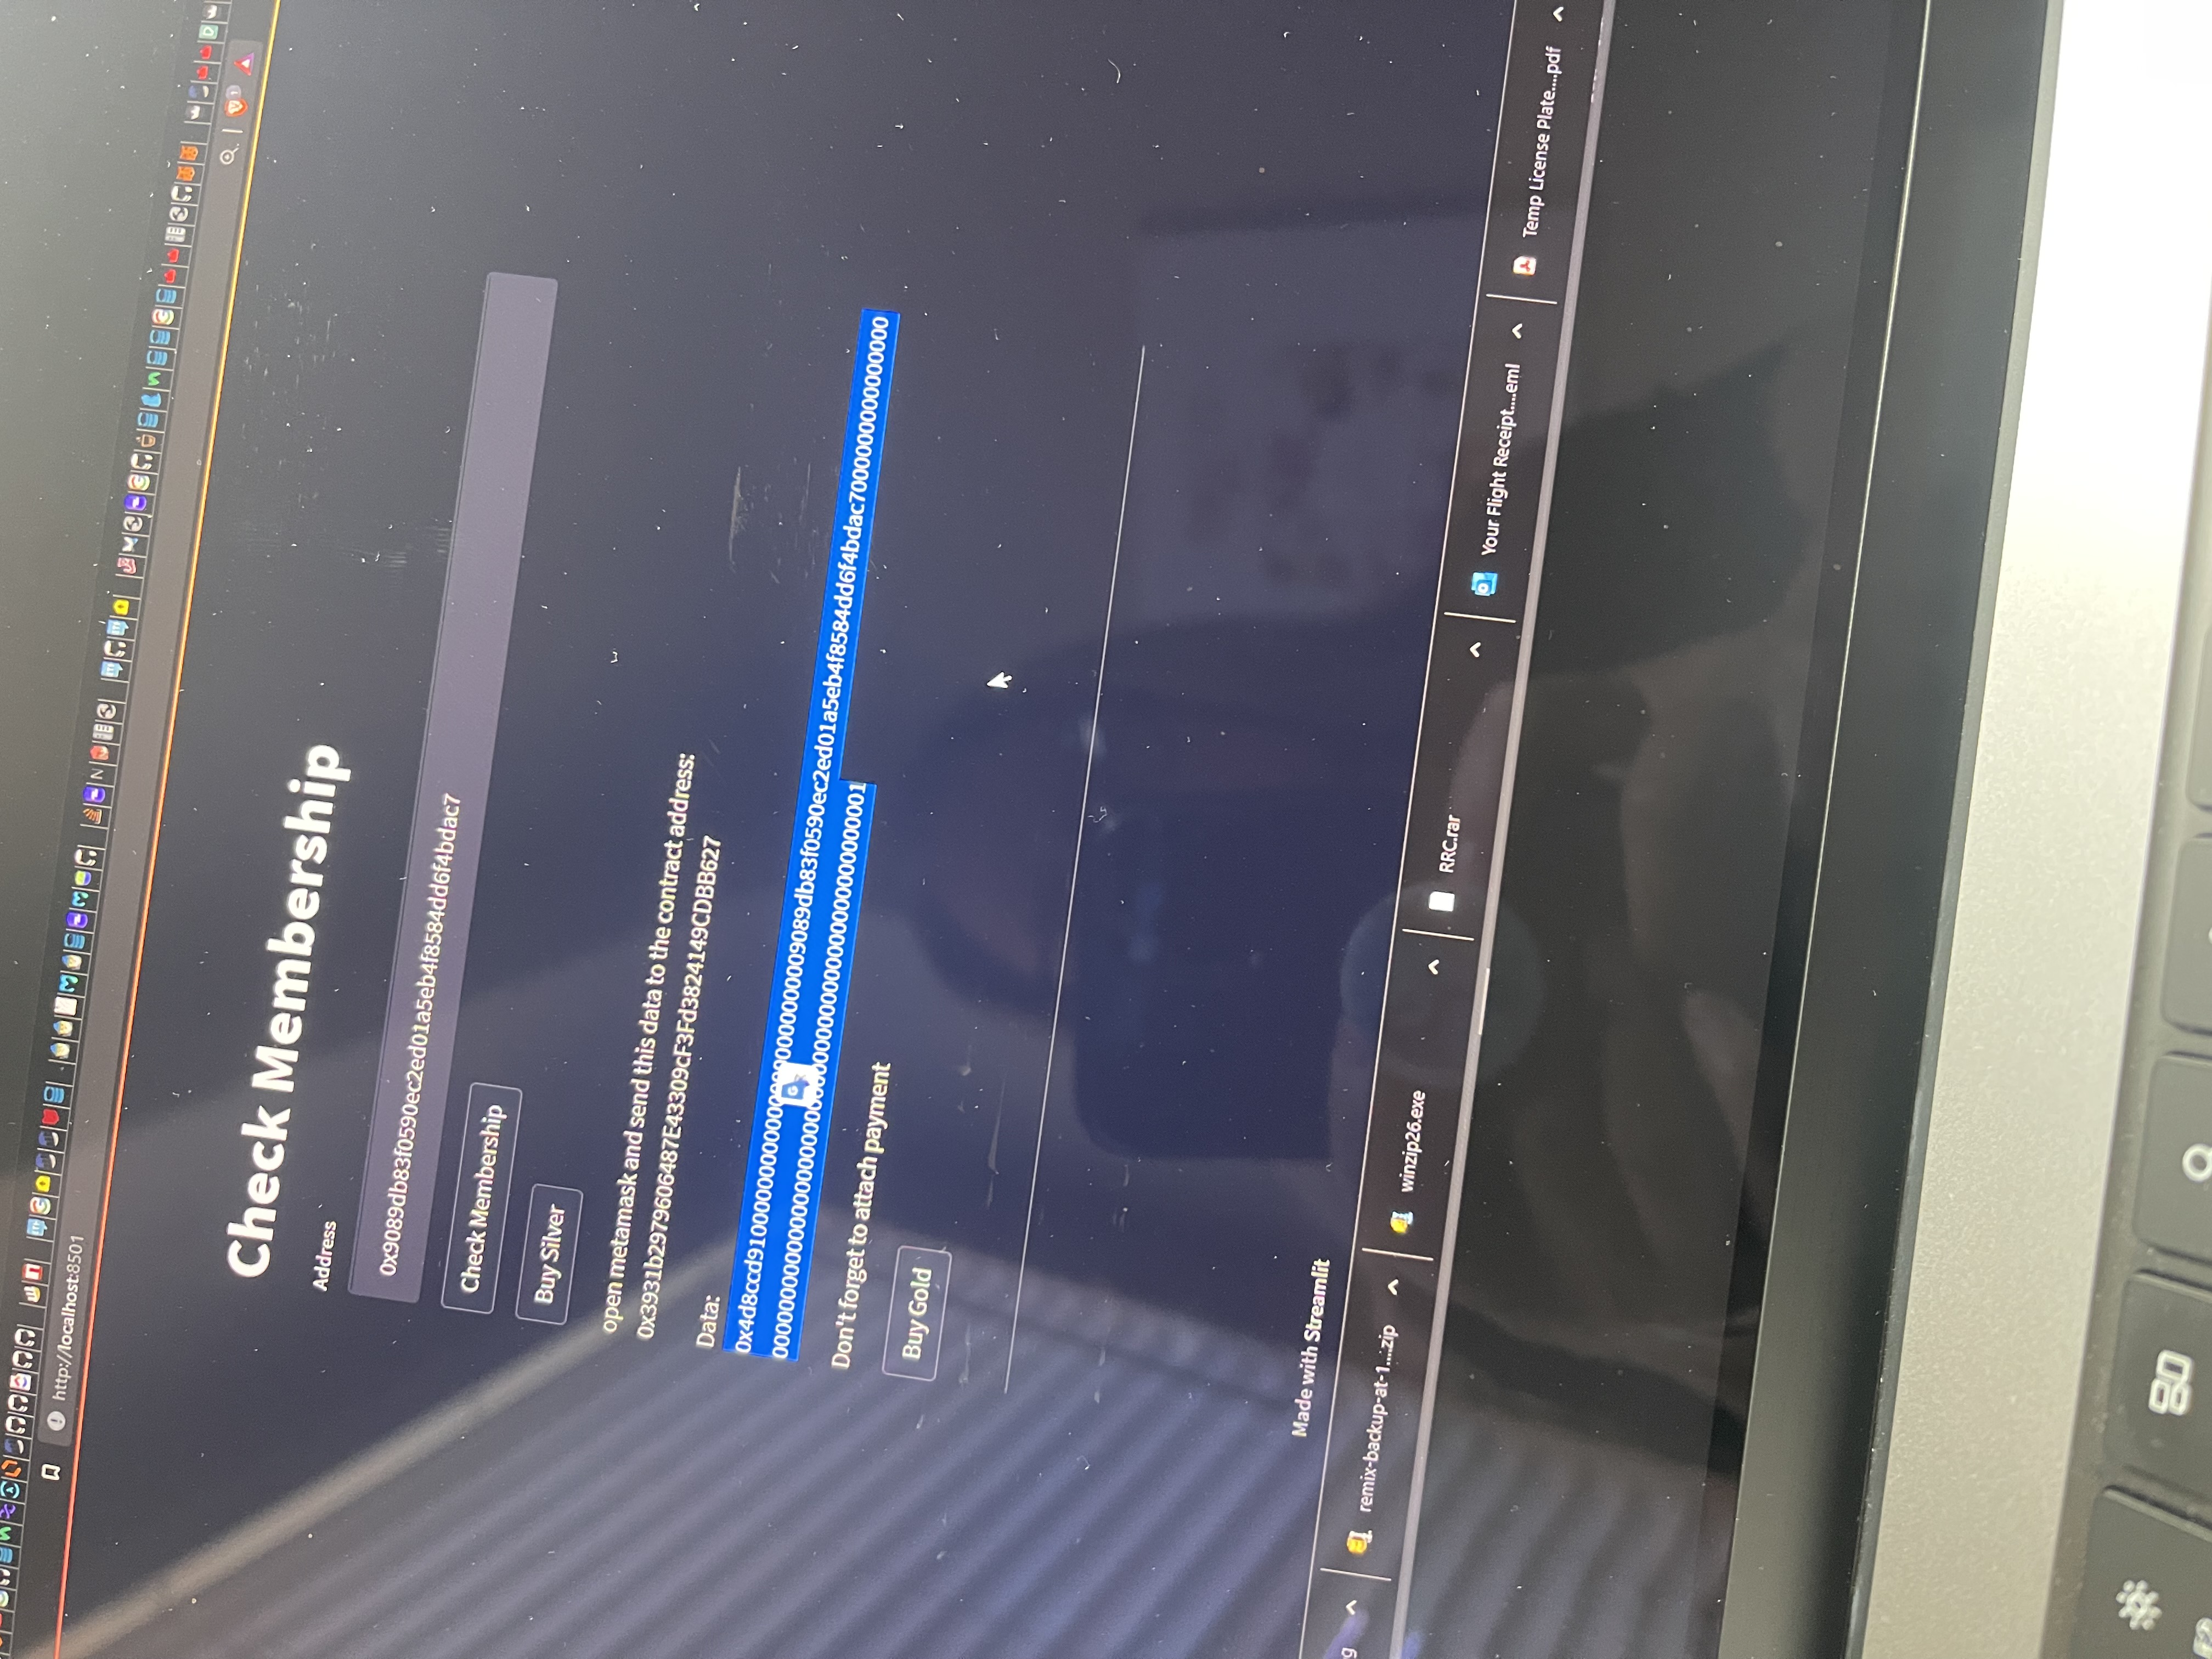 http://localhost:8501
Check Membership
Address
0x9089db83f0590ec2ed01a5eb4f8584dd6f4bdac7
Check Membership
Buy Silver
open metamask and send this data to the contract address:
0x3931b2979606487E43309cF3Fd3824149CDBB627
Data:
0x4d8ccd910000000000000000000000009089db83f0590ec2ed01a5eb4f8584dd6f4bdac7000000000000000
0000000000000000000000000000000000000000000000001
Don't forget to attach payment
Buy Gold
Made with Streamlit
g
remix-backup-at-1....zip
winzip26.exe
RRC.rar
Your Flight Receipt....eml
Temp License Plate....pdf